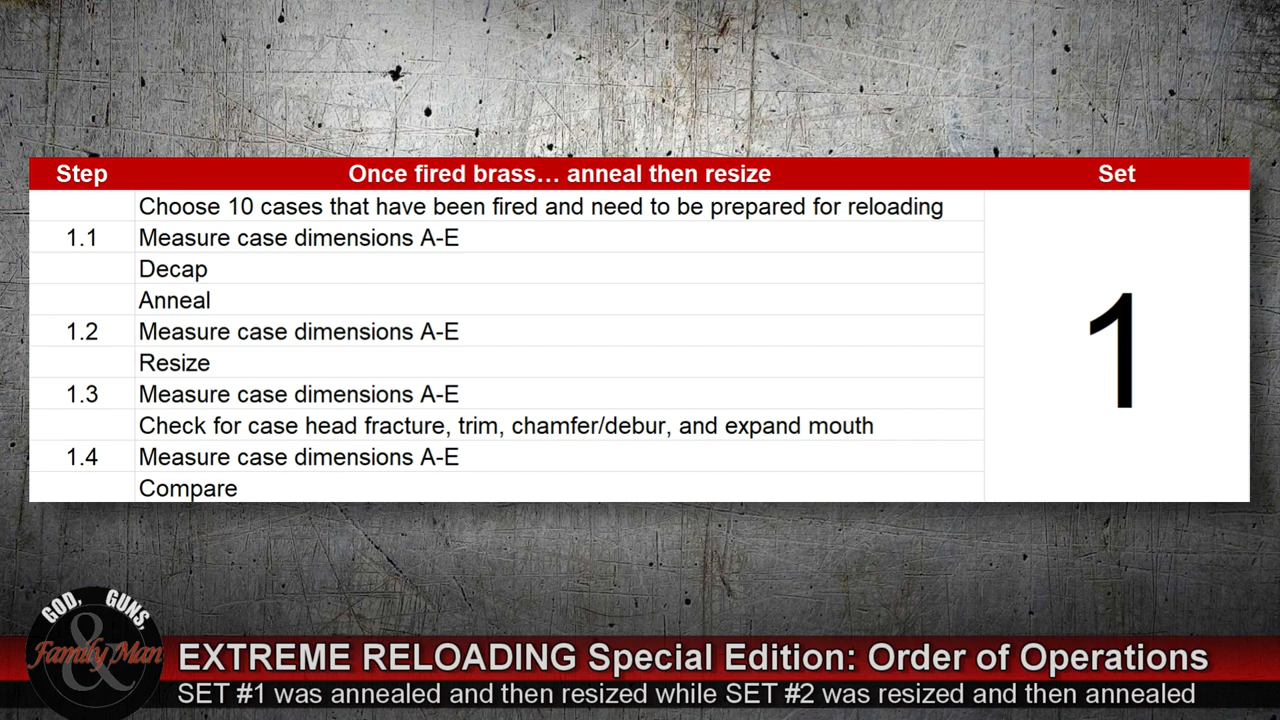 Step Once fired brass... anneal then resize Set
Choose 10 cases that have been fired and need to be prepared for reloading
1.1 Measure case dimensions A-E
Decap
Anneal
1.2 Measure case dimensions A-E
Resize
1.3 Measure case dimensions A-E
Check for case head fracture, trim, chamfer/debur, and expand mouth
1.4 Measure case dimensions A-E
Compare
1
GOD, GUNS,
&
Family Man
EXTREME RELOADING Special Edition: Order of Operations
SET #1 was annealed and then resized while SET #2 was resized and then annealed